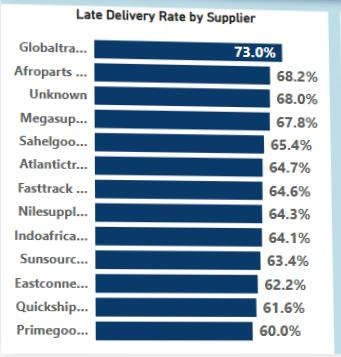 Late Delivery Rate by Supplier
Globaltra... 73.0%
Afroparts ... 68.2%
Unknown 68.0%
Megasup... 67.8%
Sahelgoo... 65.4%
Atlantictr... 64.7%
Fasttrack ... 64.6%
Nilesuppl... 64.3%
Indoafrica... 64.1%
Sunsourc... 63.4%
Eastconne... 62.2%
Quickship... 61.6%
Primegoo... 60.0%